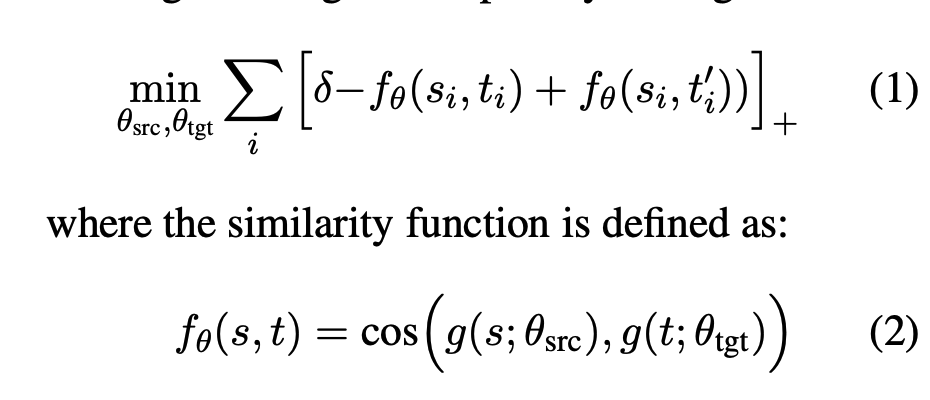 min_{θ_src,θ_tgt} ∑_i [δ−f_θ(s_i, t_i) + f_θ(s_i, t′_i))]_+ (1)
where the similarity function is defined as:
f_θ(s, t) = cos(g(s; θ_src), g(t; θ_tgt)) (2)